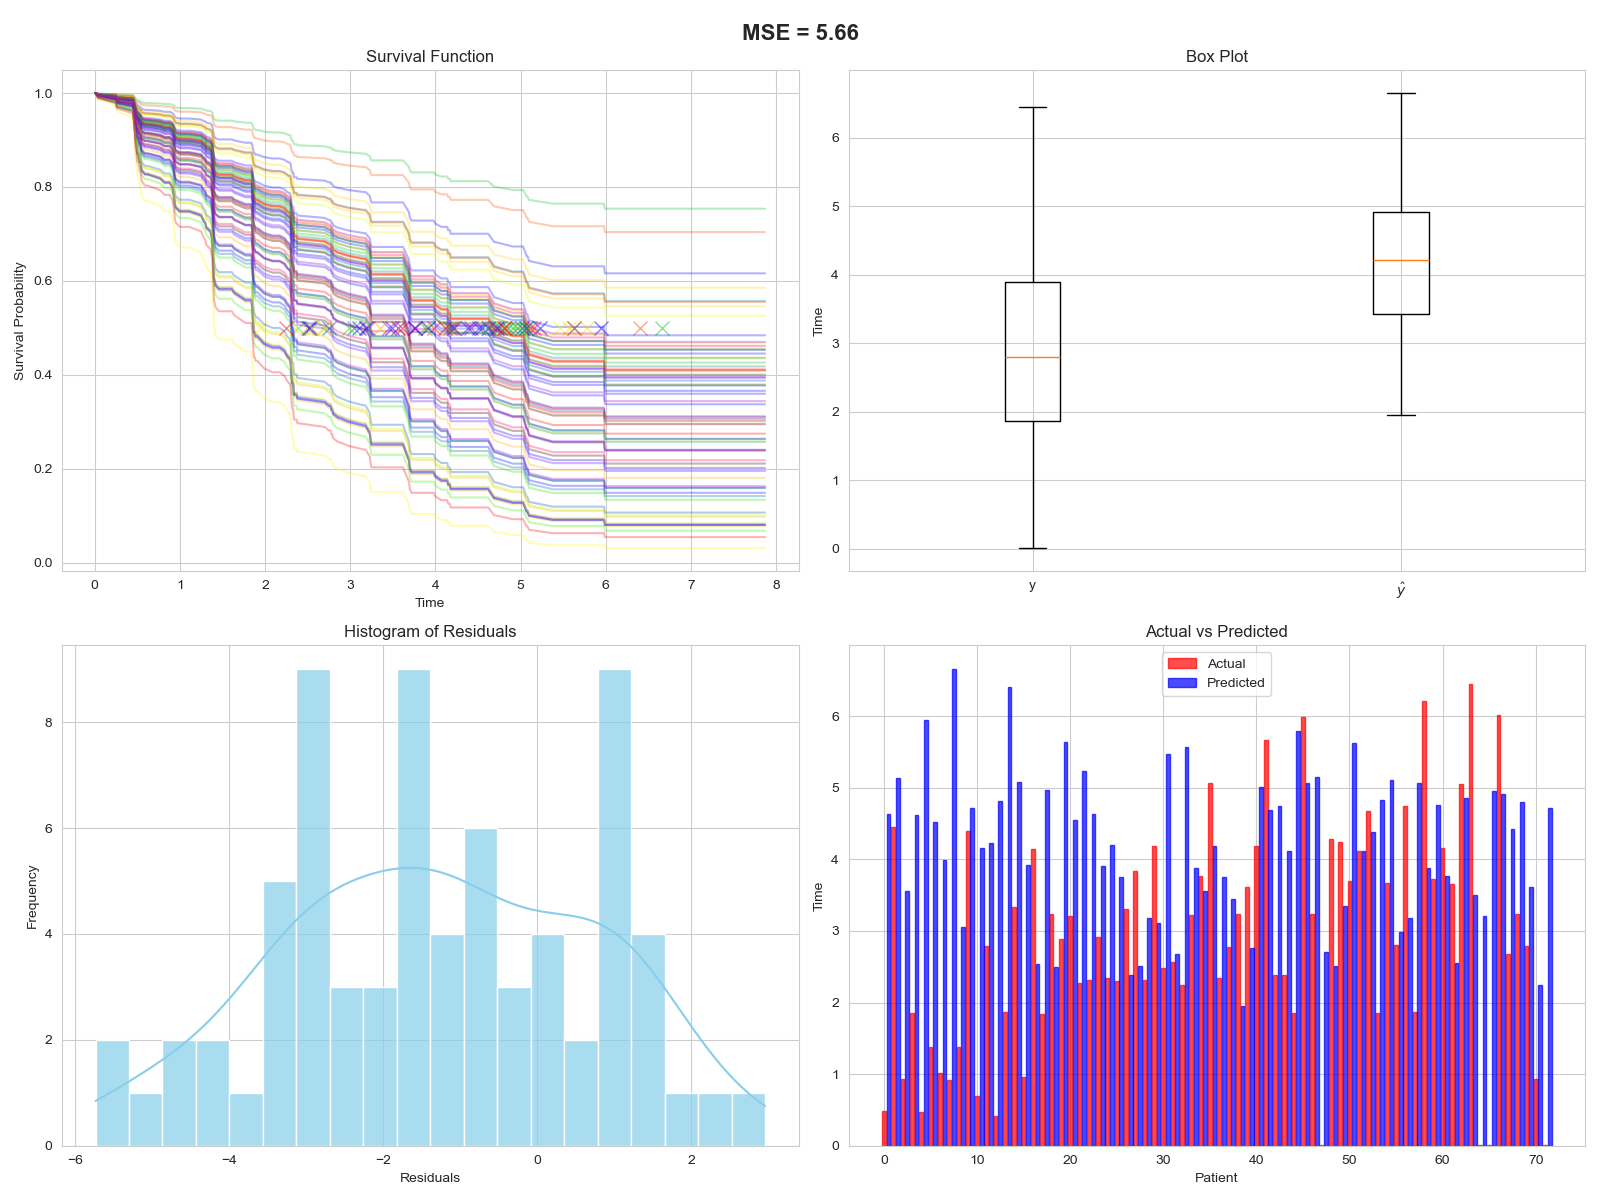 MSE = 5.66
Survival Function
1.0
0.8
0.6
0.4
0.2
0.0
Survival Probability
0 1 2 3 4 5 6 7 8
Time
Box Plot
6
5
4
3
2
1
0
Time
y ŷ
Histogram of Residuals
8
6
4
2
0
Frequency
−6 −4 −2 0 2
Residuals
Actual vs Predicted
Actual
Predicted
6
5
4
3
2
1
0
Time
0 10 20 30 40 50 60 70
Patient